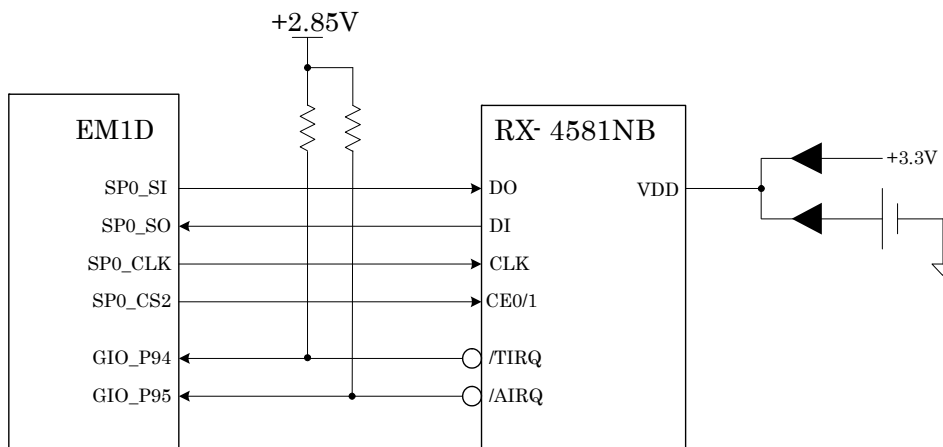 +2.85V
EM1D
RX- 4581NB
+3.3V
SP0_SI
DO
VDD
SP0_SO
DI
SP0_CLK
CLK
SP0_CS2
CE0/1
GIO_P94
/TIRQ
GIO_P95
/AIRQ